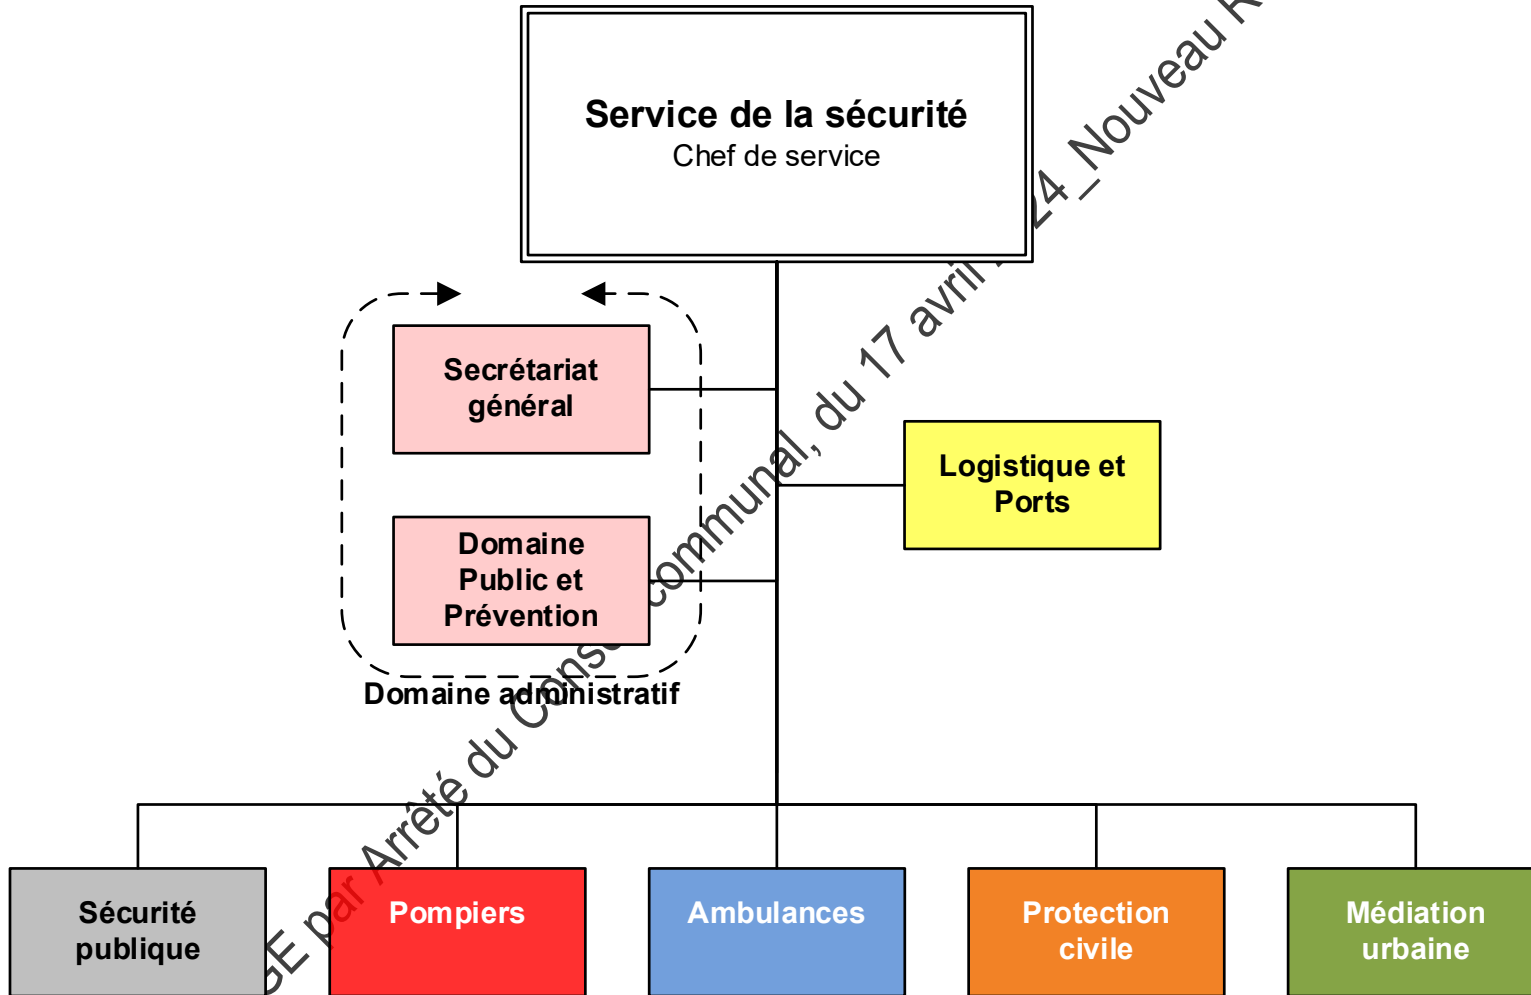 Service de la sécurité
Chef de service
Secrétariat
général
Logistique et
Ports
Domaine
Public et
Prévention
Domaine administratif
Sécurité
publique
Pompiers
Ambulances
Protection
civile
Médiation
urbaine
par Arrêté du Conseil communal, du 17 avril 24_Nouveau